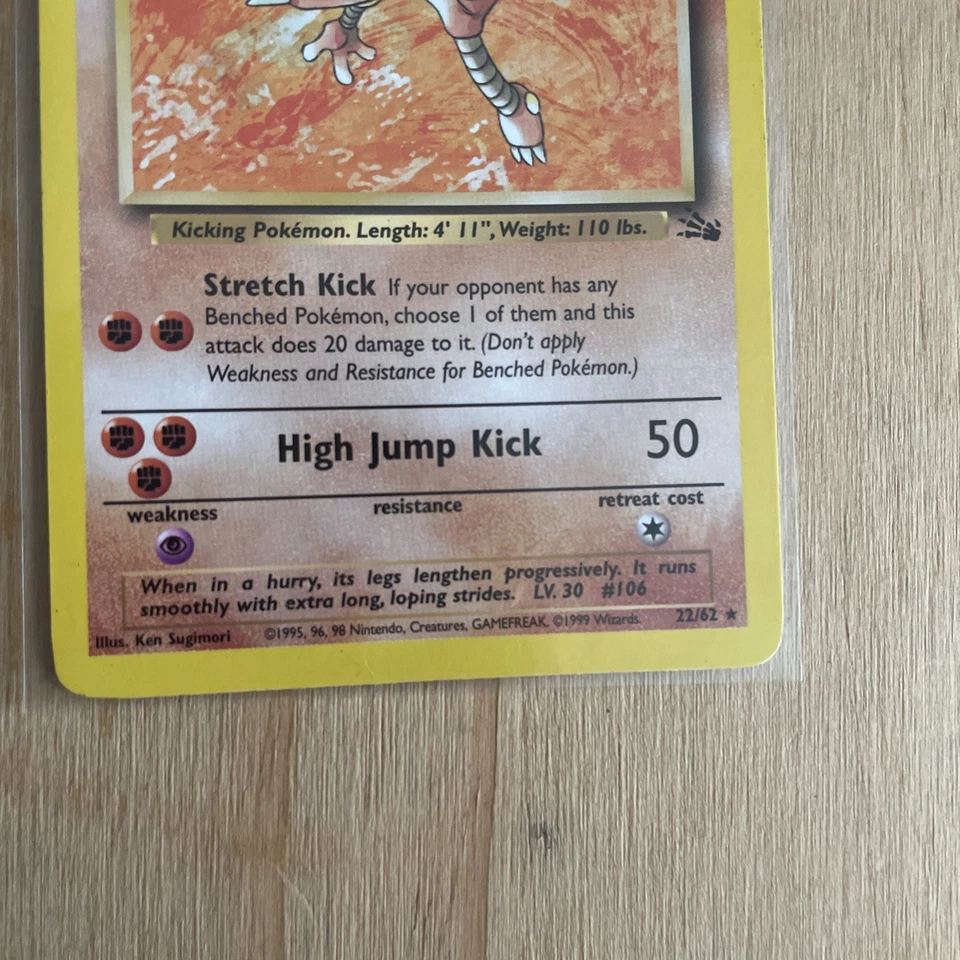 Kicking Pokémon. Length: 4' 11", Weight: 110 lbs.
Stretch Kick If your opponent has any
Benched Pokémon, choose 1 of them and this
attack does 20 damage to it. (Don't apply
Weakness and Resistance for Benched Pokémon.)
High Jump Kick 50
weakness resistance retreat cost
When in a hurry, its legs lengthen progressively. It runs
smoothly with extra long, loping strides. LV. 30 #106
Illus. Ken Sugimori ©1995, 96, 98 Nintendo, Creatures, GAMEFREAK. ©1999 Wizards. 22/62 ★